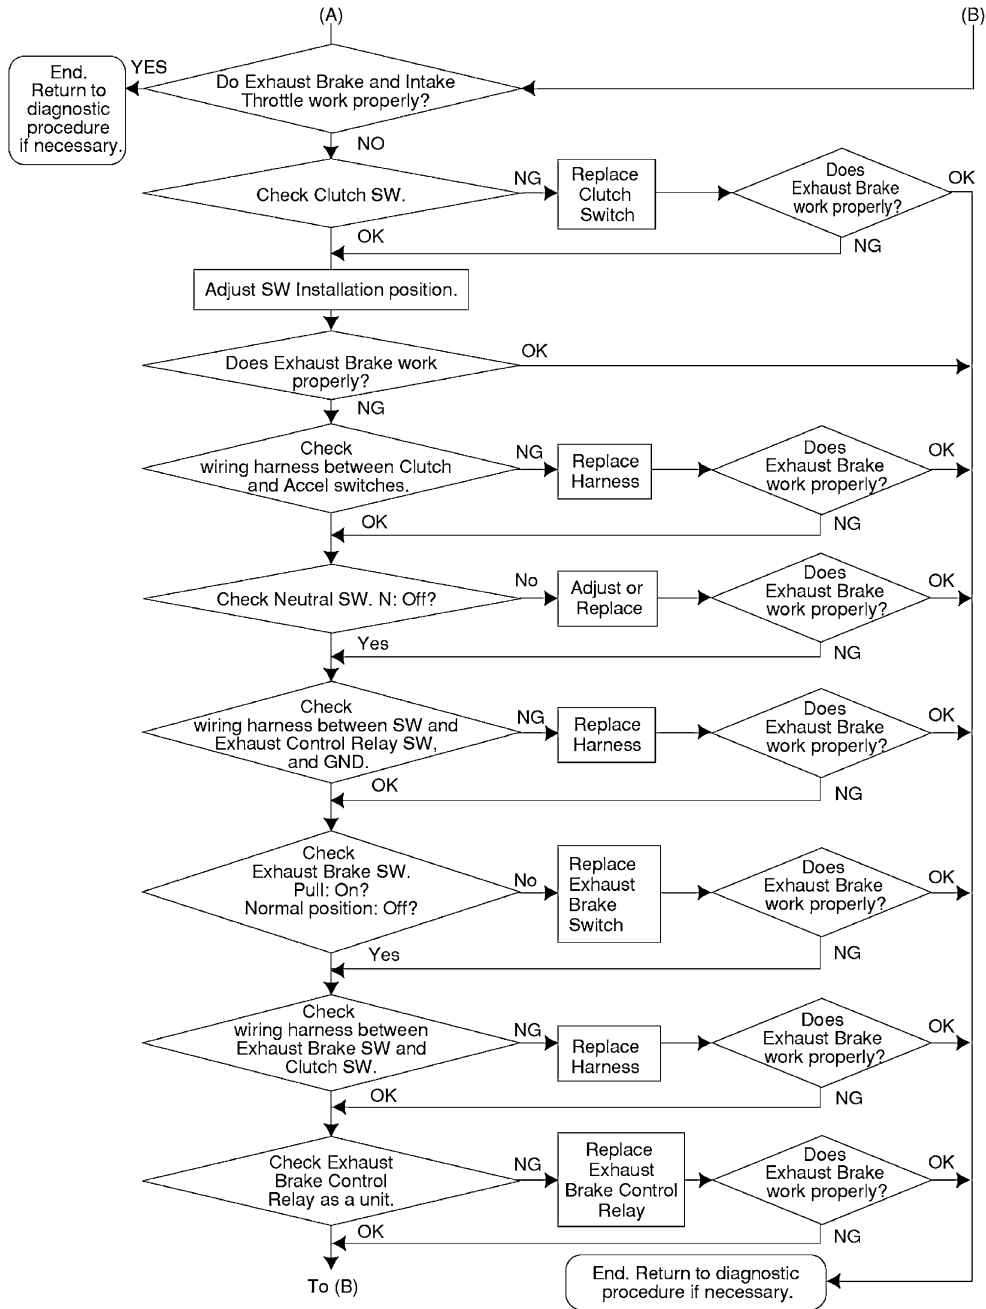 (A)
(B)
End.
Return to
diagnostic
procedure
if necessary.
YES
Do Exhaust Brake and Intake
Throttle work properly?
NO
Check Clutch SW.
NG
Replace
Clutch
Switch
Does
Exhaust Brake
work properly?
OK
OK
NG
Adjust SW Installation position.
Does Exhaust Brake work
properly?
OK
NG
Check
wiring harness between Clutch
and Accel switches.
NG
Replace
Harness
Does
Exhaust Brake
work properly?
OK
OK
NG
Check Neutral SW. N: Off?
No
Adjust or
Replace
Does
Exhaust Brake
work properly?
OK
Yes
NG
Check
wiring harness between SW and
Exhaust Control Relay SW,
and GND.
NG
Replace
Harness
Does
Exhaust Brake
work properly?
OK
OK
NG
Check
Exhaust Brake SW.
Pull: On?
Normal position: Off?
No
Replace
Exhaust
Brake
Switch
Does
Exhaust Brake
work properly?
OK
Yes
NG
Check
wiring harness between
Exhaust Brake SW and
Clutch SW.
NG
Replace
Harness
Does
Exhaust Brake
work properly?
OK
OK
NG
Check Exhaust
Brake Control
Relay as a unit.
NG
Replace
Exhaust
Brake Control
Relay
Does
Exhaust Brake
work properly?
OK
OK
NG
To (B)
End. Return to diagnostic
procedure if necessary.